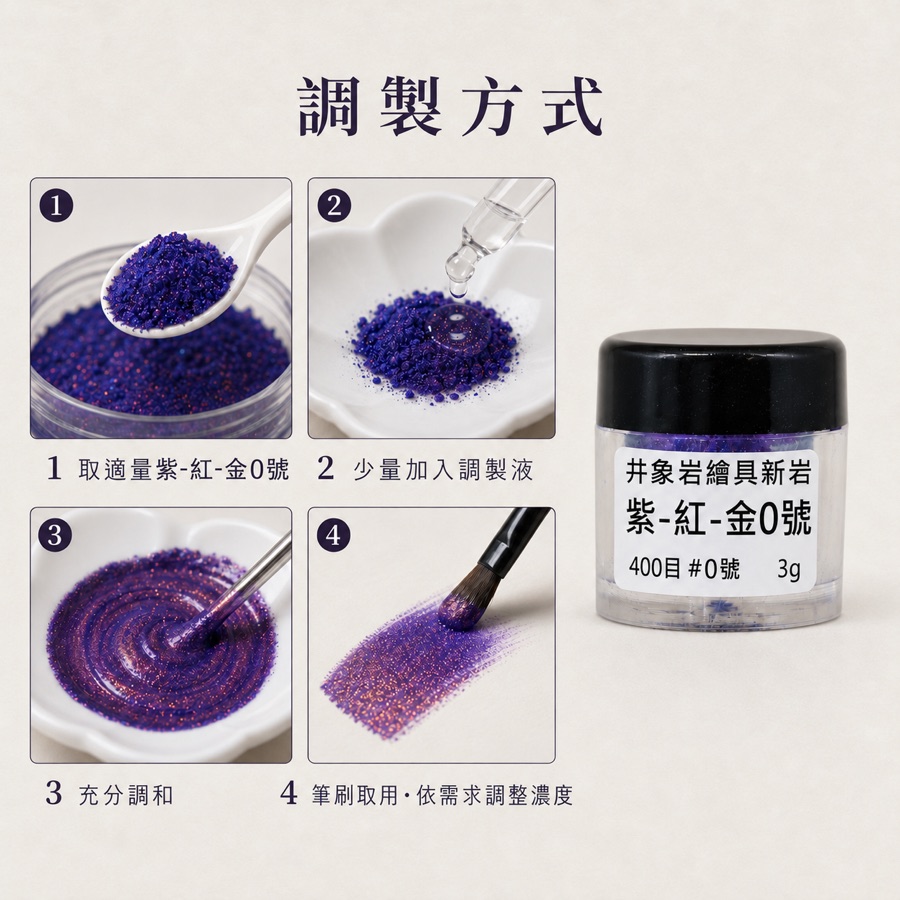 調製方式
1
2
1 取適量紫-紅-金0號
2 少量加入調製液
3
4
3 充分調和
4 筆刷取用·依需求調整濃度
井象岩繪具新岩
紫-紅-金0號
400目 #0號 3g